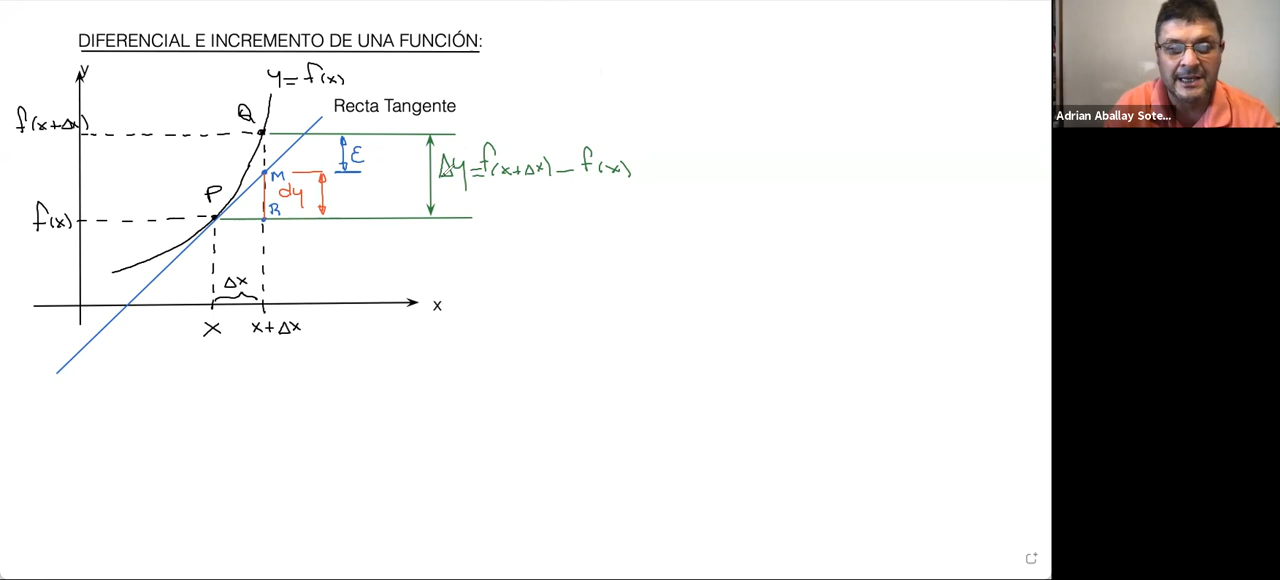 DIFERENCIAL E INCREMENTO DE UNA FUNCIÓN:
y
y = f(x)
Recta Tangente
Q
f(x+Δx)
ε
Δy = f(x+Δx) - f(x)
M
P
dy
R
f(x)
Δx
x
x
x+Δx
Adrian Aballay Sote...